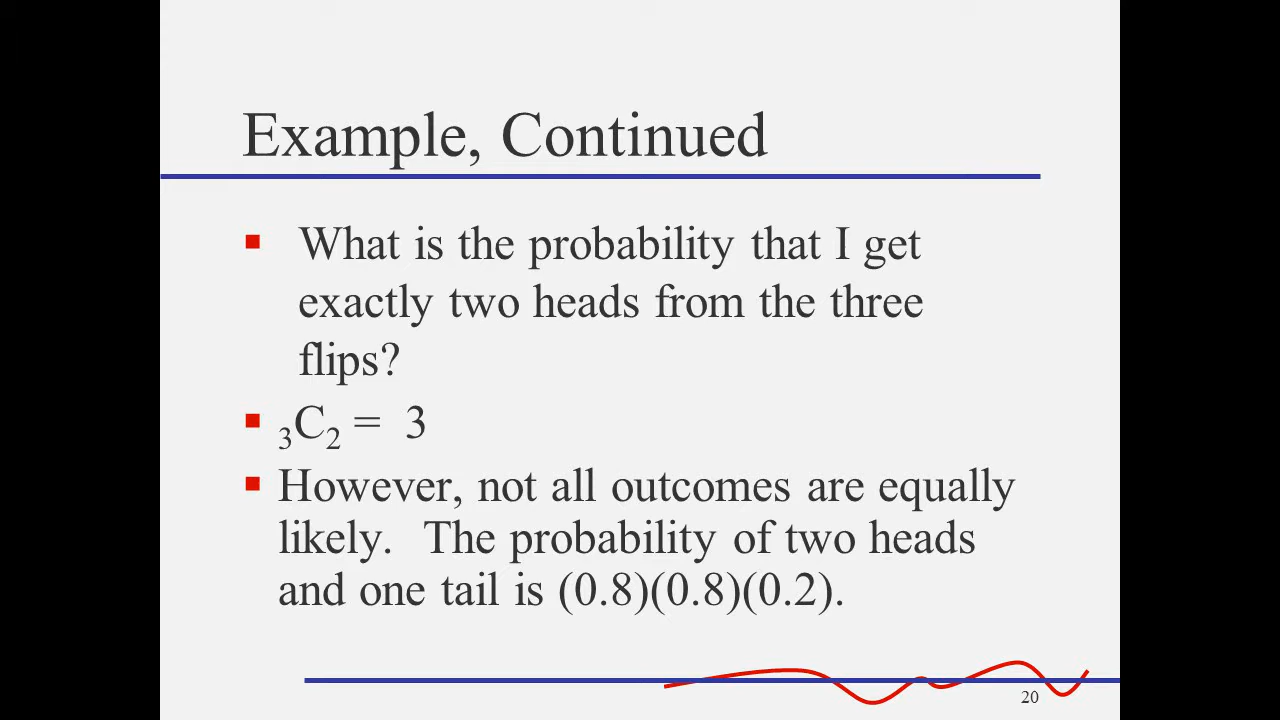 Example, Continued
▪ What is the probability that I get
exactly two heads from the three
flips?
▪ ₃C₂ = 3
▪ However, not all outcomes are equally
likely. The probability of two heads
and one tail is (0.8)(0.8)(0.2).
20